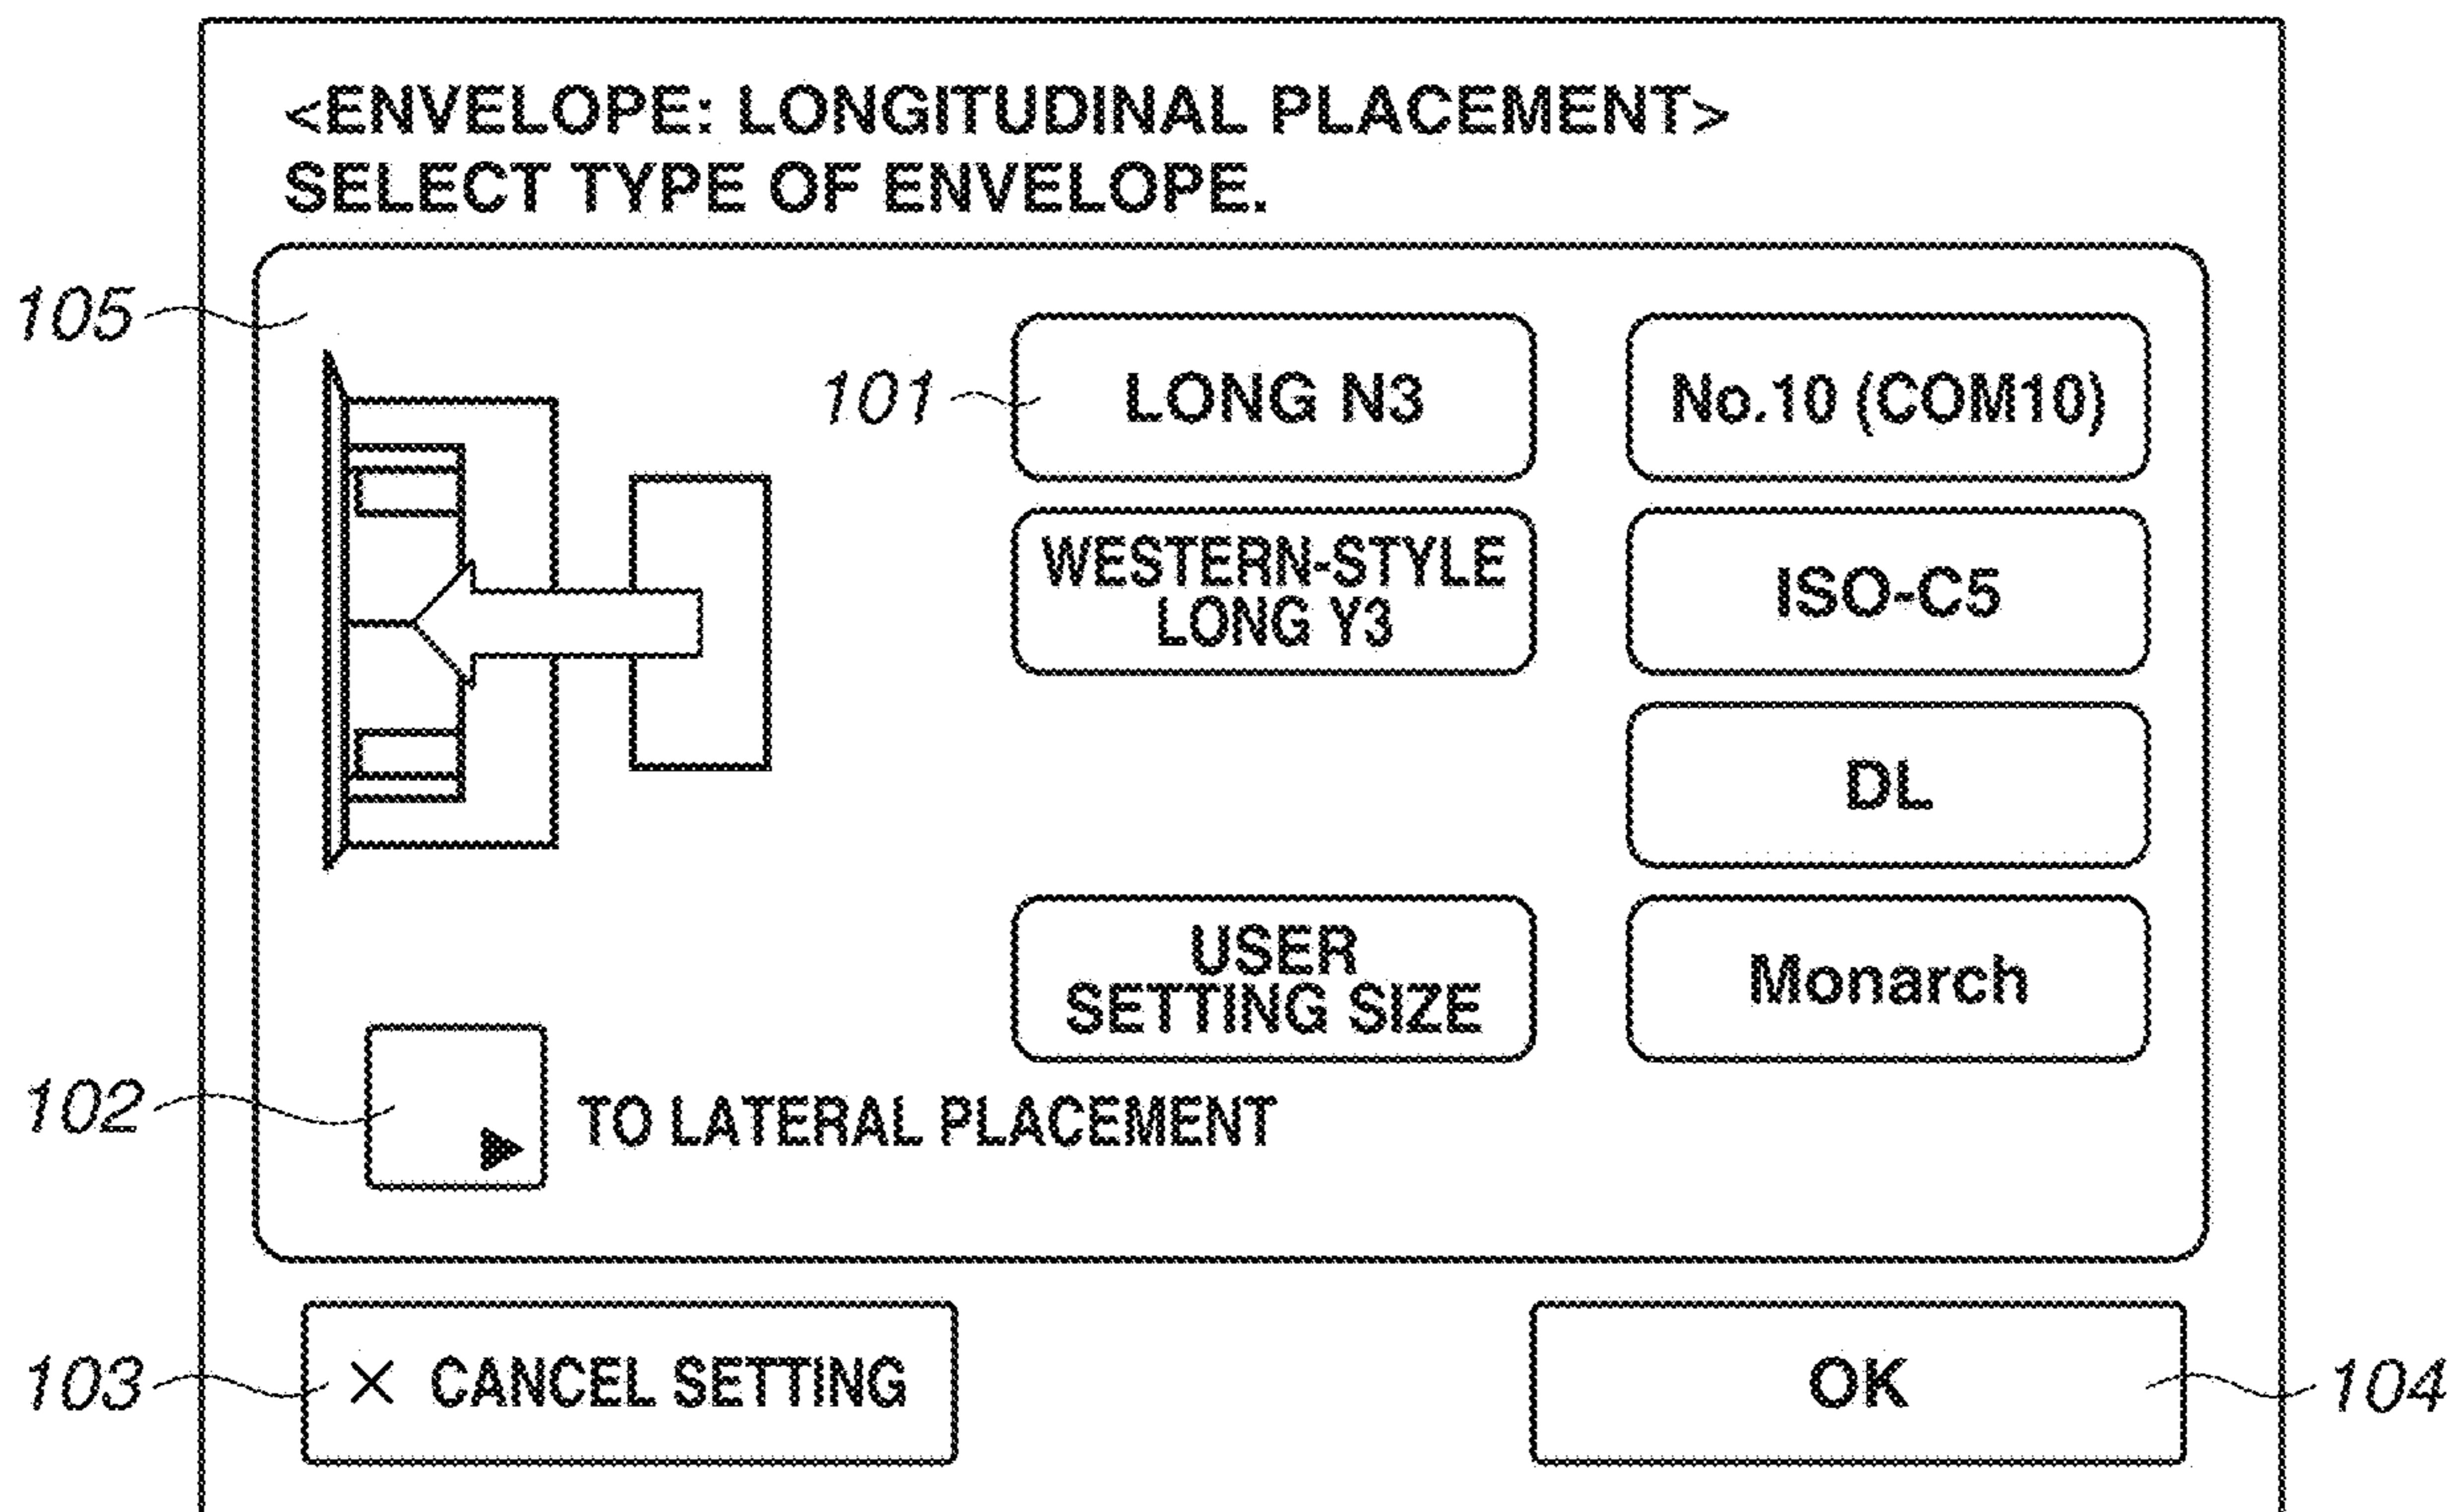 <ENVELOPE: LONGITUDINAL PLACEMENT>
SELECT TYPE OF ENVELOPE.
105
101
LONG N3
No.10 (COM10)
WESTERN-STYLE
LONG Y3
ISO-C5
DL
USER
SETTING SIZE
Monarch
102
TO LATERAL PLACEMENT
103
× CANCEL SETTING
OK
104